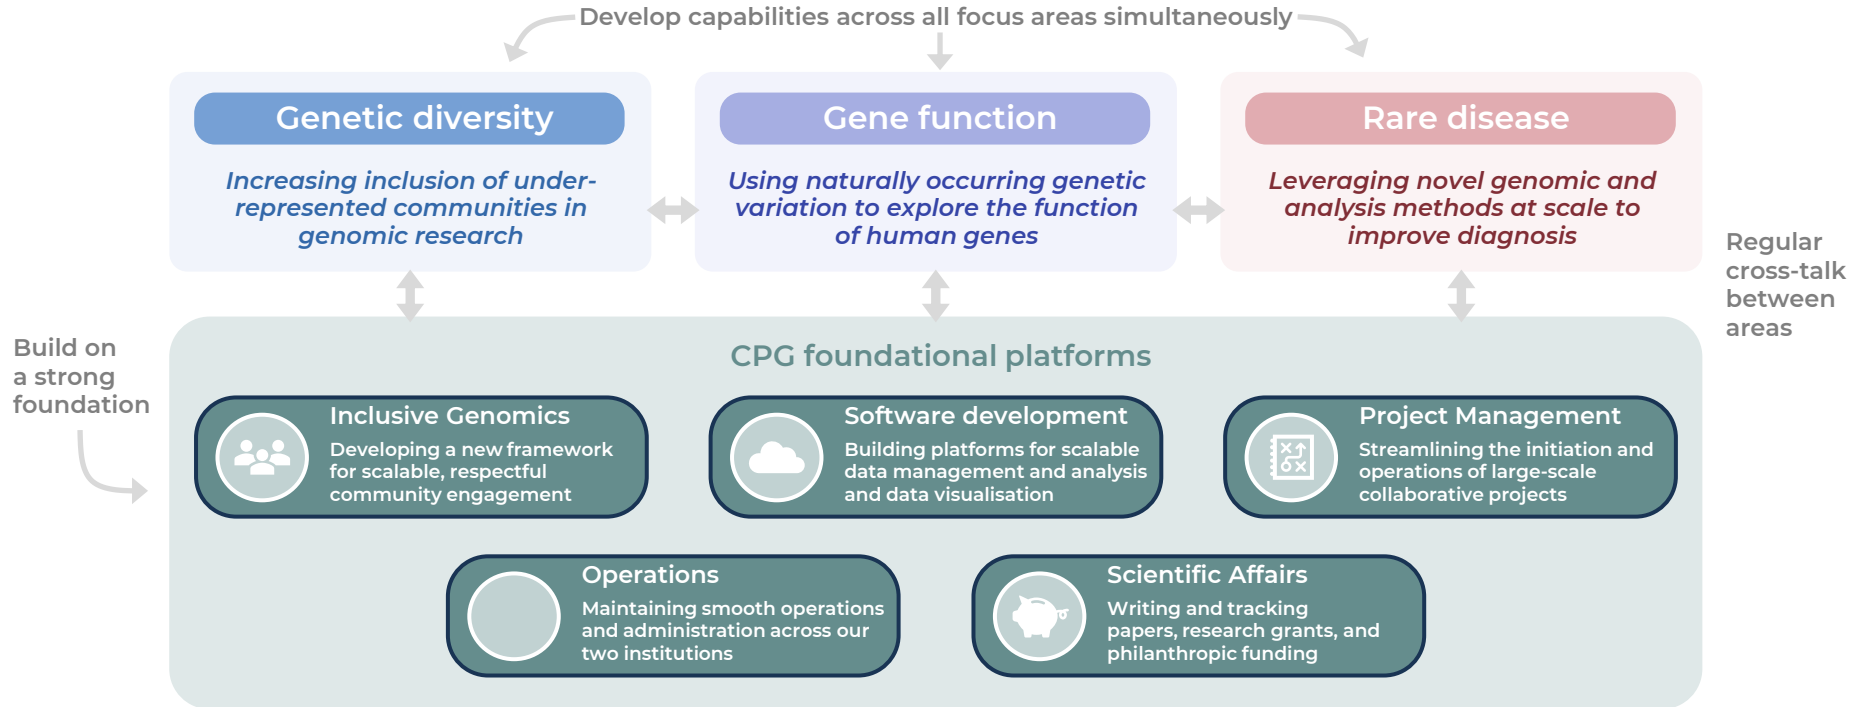 Develop capabilities across all focus areas simultaneously
Genetic diversity
Increasing inclusion of under-
represented communities in
genomic research
Gene function
Using naturally occurring genetic
variation to explore the function
of human genes
Rare disease
Leveraging novel genomic and
analysis methods at scale to
improve diagnosis
Regular
cross-talk
between
areas
Build on
a strong
foundation
CPG foundational platforms
Inclusive Genomics
Developing a new framework
for scalable, respectful
community engagement
Software development
Building platforms for scalable
data management and analysis
and data visualisation
Project Management
Streamlining the initiation and
operations of large-scale
collaborative projects
Operations
Maintaining smooth operations
and administration across our
two institutions
Scientific Affairs
Writing and tracking
papers, research grants, and
philanthropic funding